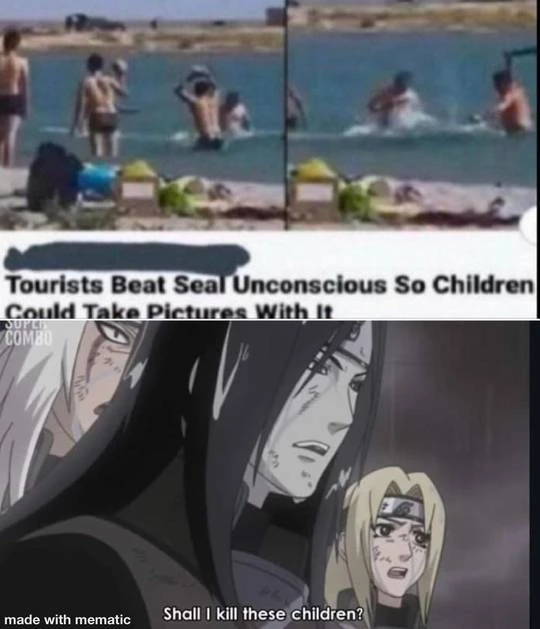 Tourists Beat Seal Unconscious So Children
Could Take Pictures With It
SUPER
COMBO
Shall I kill these children?
made with mematic